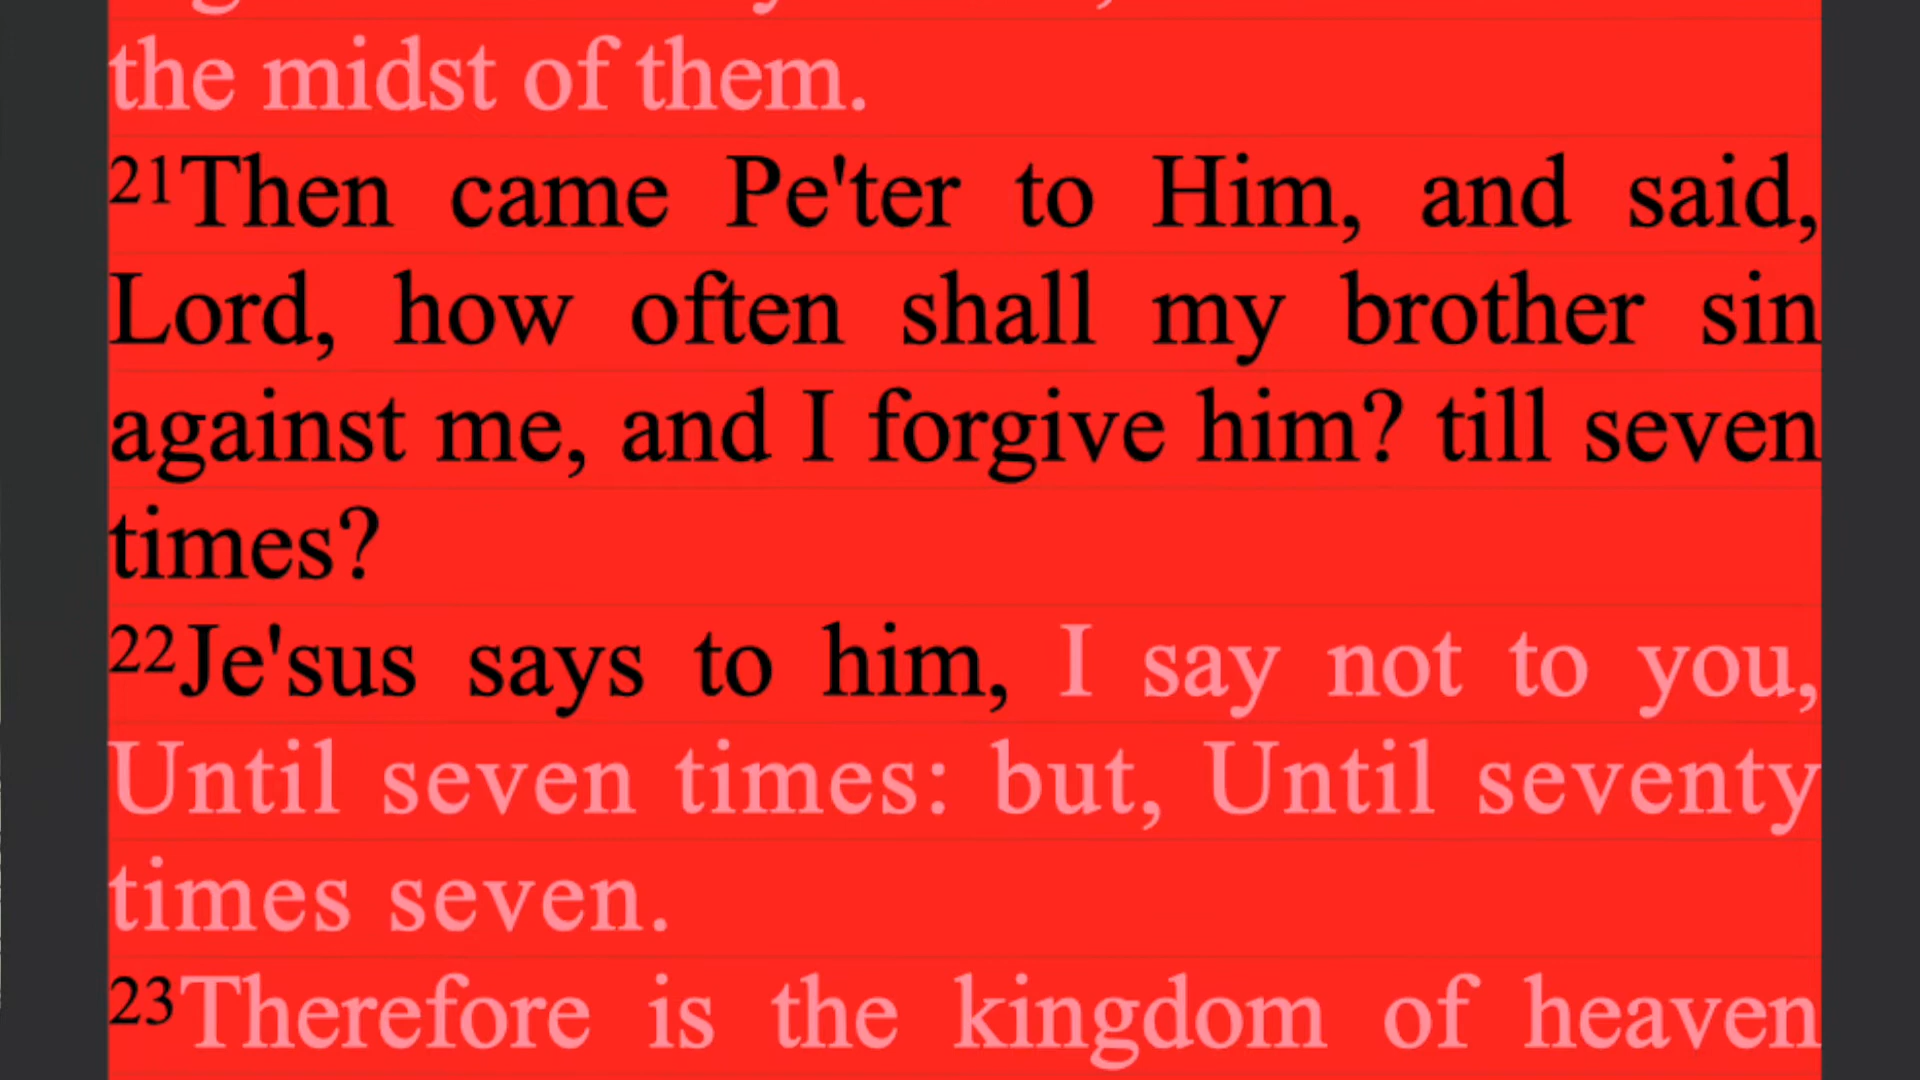 the midst of them.
21Then came Pe'ter to Him, and said,
Lord, how often shall my brother sin
against me, and I forgive him? till seven
times?
22Je'sus says to him, I say not to you,
Until seven times: but, Until seventy
times seven.
23Therefore is the kingdom of heaven